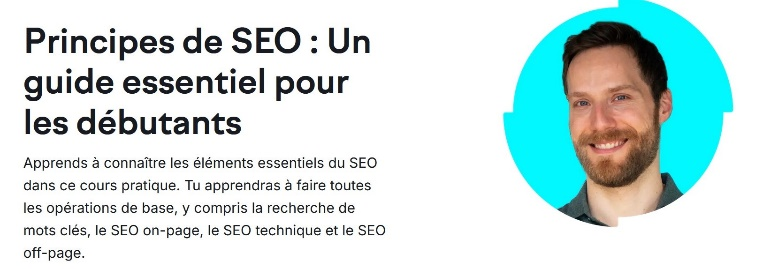 Principes de SEO : Un
guide essentiel pour
les débutants
Apprends à connaître les éléments essentiels du SEO
dans ce cours pratique. Tu apprendras à faire toutes
les opérations de base, y compris la recherche de
mots clés, le SEO on-page, le SEO technique et le SEO
off-page.